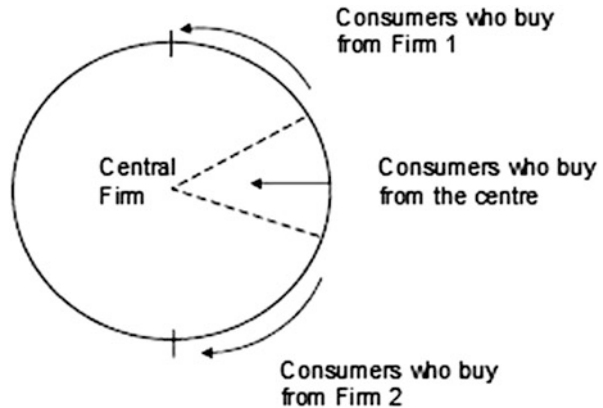 Consumers who buy
from Firm 1
Central
Firm
Consumers who buy
from the centre
Consumers who buy
from Firm 2